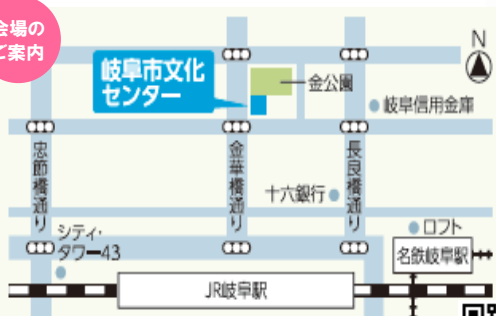 会場の
ご案内
N
岐阜市文化
センター
金公園
岐阜信用金庫
忠節橋通り
金華橋通り
長良橋通り
十六銀行
シティ・
タワー43
ロフト
名鉄岐阜駅
JR岐阜駅